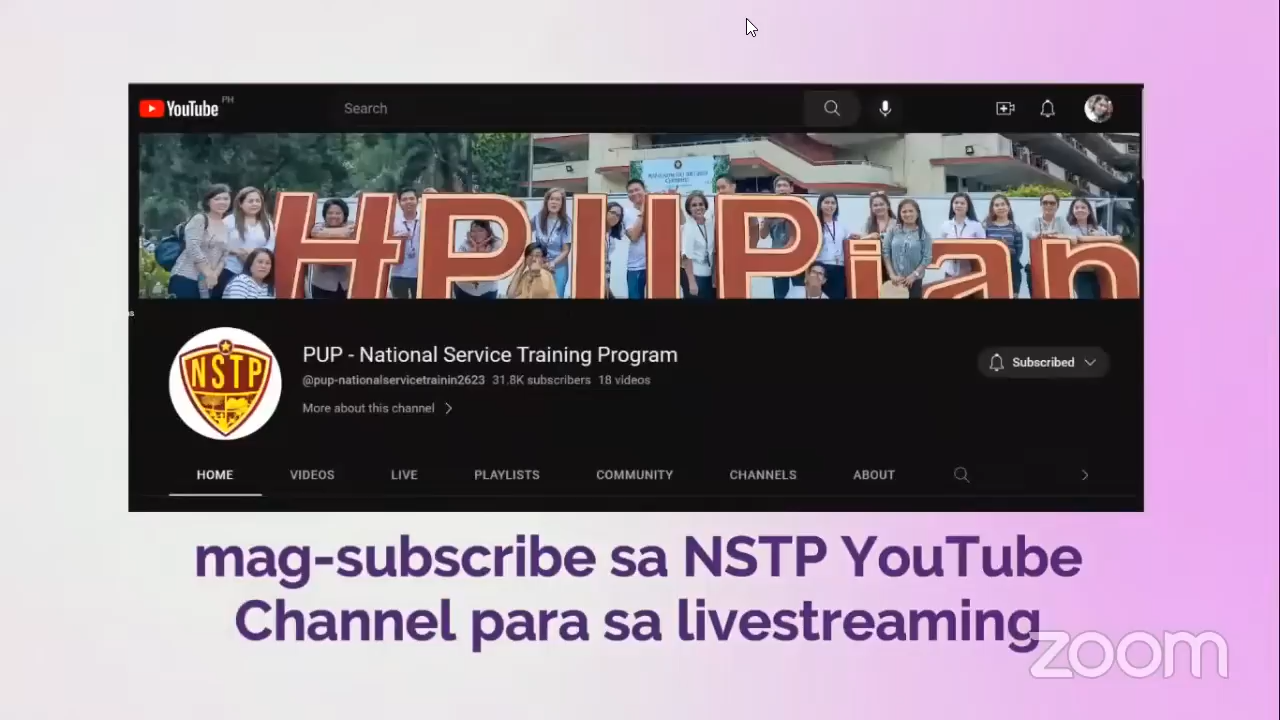 YouTube PH
Search
#PUPian
NSTP
PUP - National Service Training Program
@pup-nationalservicetrainin2623 31.8K subscribers 18 videos
More about this channel
Subscribed
HOME VIDEOS LIVE PLAYLISTS COMMUNITY CHANNELS ABOUT
mag-subscribe sa NSTP YouTube
Channel para sa livestreaming
zoom